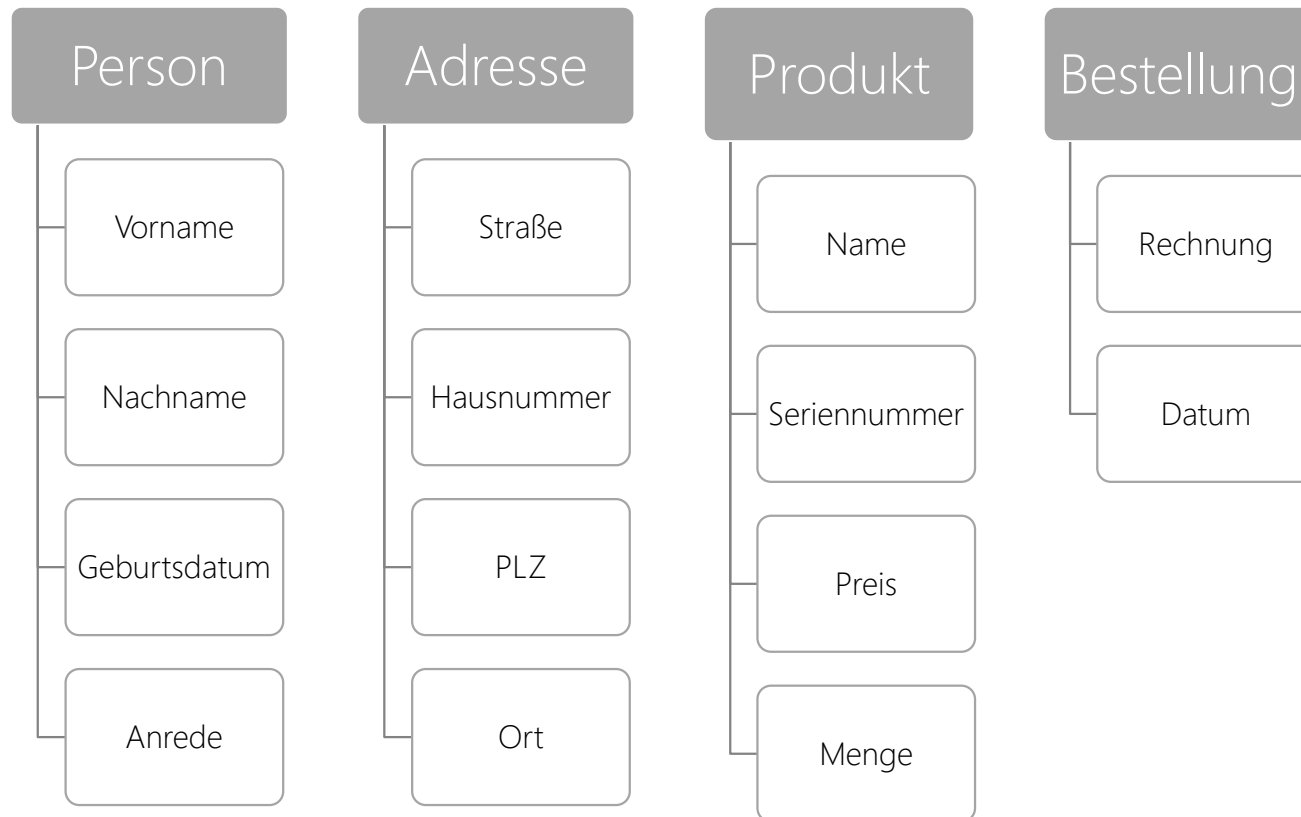 Person
Vorname
Nachname
Geburtsdatum
Anrede
Adresse
Straße
Hausnummer
PLZ
Ort
Produkt
Name
Seriennummer
Preis
Menge
Bestellung
Rechnung
Datum